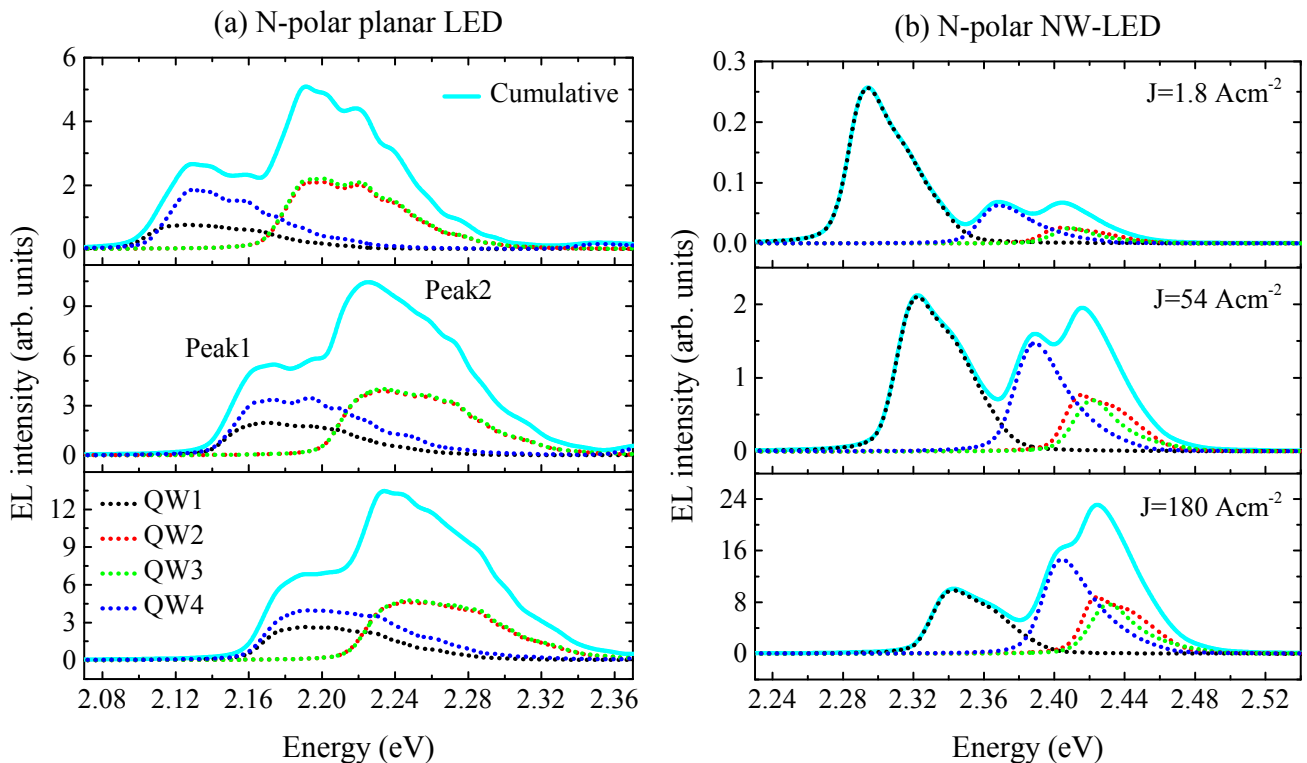 (a) N-polar planar LED
6
4
2
0
Cumulative
10.5
9
6
3
0
Peak1
Peak2
13.5
12
9
6
3
0
QW1
QW2
QW3
QW4
2.08 2.12 2.16 2.20 2.24 2.28 2.32 2.36
Energy (eV)
EL intensity (arb. units)
(b) N-polar NW-LED
0.3
0.2
0.1
0.0
J=1.8 Acm-2
2
1
0
J=54 Acm-2
24
16
8
0
J=180 Acm-2
2.24 2.28 2.32 2.36 2.40 2.44 2.48 2.52
Energy (eV)
EL intensity (arb. units)